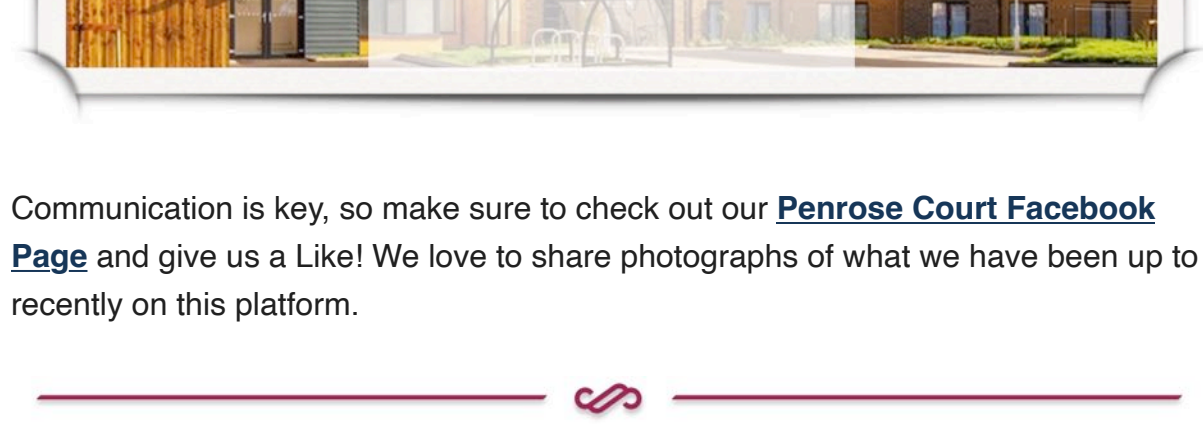 Communication is key, so make sure to check out our Penrose Court Facebook
Page and give us a Like! We love to share photographs of what we have been up to
recently on this platform.